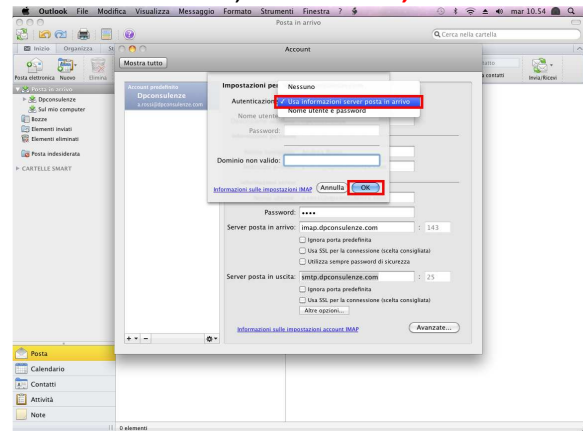 Outlook File Modifica Visualizza Messaggio Formato Strumenti Finestra ? mar 10.54
Posta in arrivo
Cerca nella cartella
Inizio Organizza
Account
Mostra tutto
Posta elettronica Nuovo Elimina
contatti Invia/Ricevi
Posta in arrivo
Dpconsulenze
Sul mio computer
Bozze
Elementi inviati
Elementi eliminati
Posta indesiderata
CARTELLE SMART
Account predefinito
Dpconsulenze
a.rossi@dpconsulenze.com
Impostazioni per
Nessuno
Autenticazione
✓ Usa informazioni server posta in arrivo
Nome utente e password
Nome utente
Password:
Dominio non valido:
Informazioni sulle impostazioni IMAP Annulla OK
Password: ••••
Server posta in arrivo: imap.dpconsulenze.com : 143
Ignora porta predefinita
Usa SSL per la connessione (scelta consigliata)
Utilizza sempre password di sicurezza
Server posta in uscita: smtp.dpconsulenze.com : 25
Ignora porta predefinita
Usa SSL per la connessione (scelta consigliata)
Altre opzioni...
Informazioni sulle impostazioni account IMAP Avanzate...
+ −
Posta
Calendario
Contatti
Attività
Note
0 elementi